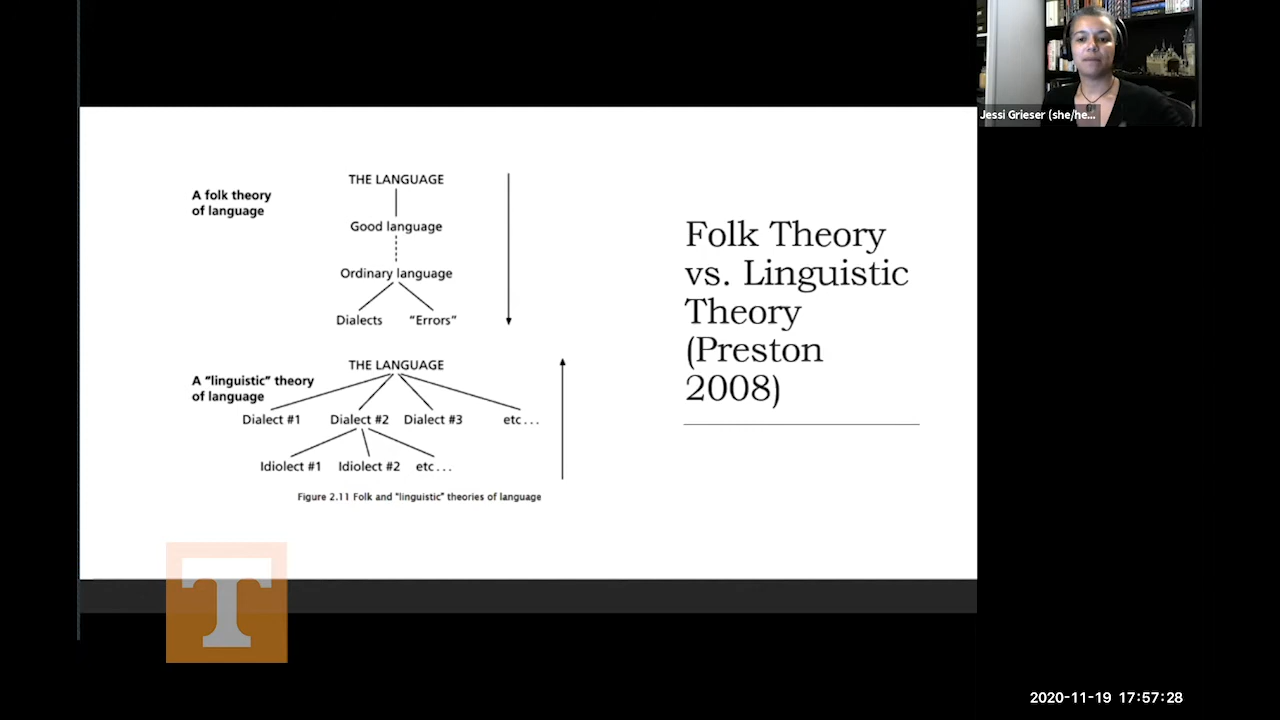 Jessi Grieser (she/he...
A folk theory
of language
THE LANGUAGE
Good language
Ordinary language
Dialects “Errors”
A “linguistic” theory
of language
THE LANGUAGE
Dialect #1 Dialect #2 Dialect #3 etc...
Idiolect #1 Idiolect #2 etc...
Figure 2.11 Folk and “linguistic” theories of language
Folk Theory
vs. Linguistic
Theory
(Preston
2008)
T
2020-11-19 17:57:28